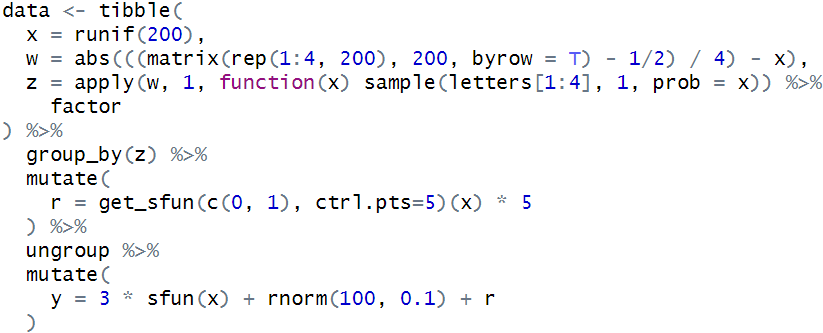 data <- tibble(
  x = runif(200),
  w = abs(((matrix(rep(1:4, 200), 200, byrow = T) - 1/2) / 4) - x),
  z = apply(w, 1, function(x) sample(letters[1:4], 1, prob = x)) %>%
    factor
) %>%
  group_by(z) %>%
  mutate(
    r = get_sfun(c(0, 1), ctrl.pts=5)(x) * 5
  ) %>%
  ungroup %>%
  mutate(
    y = 3 * sfun(x) + rnorm(100, 0.1) + r
  )